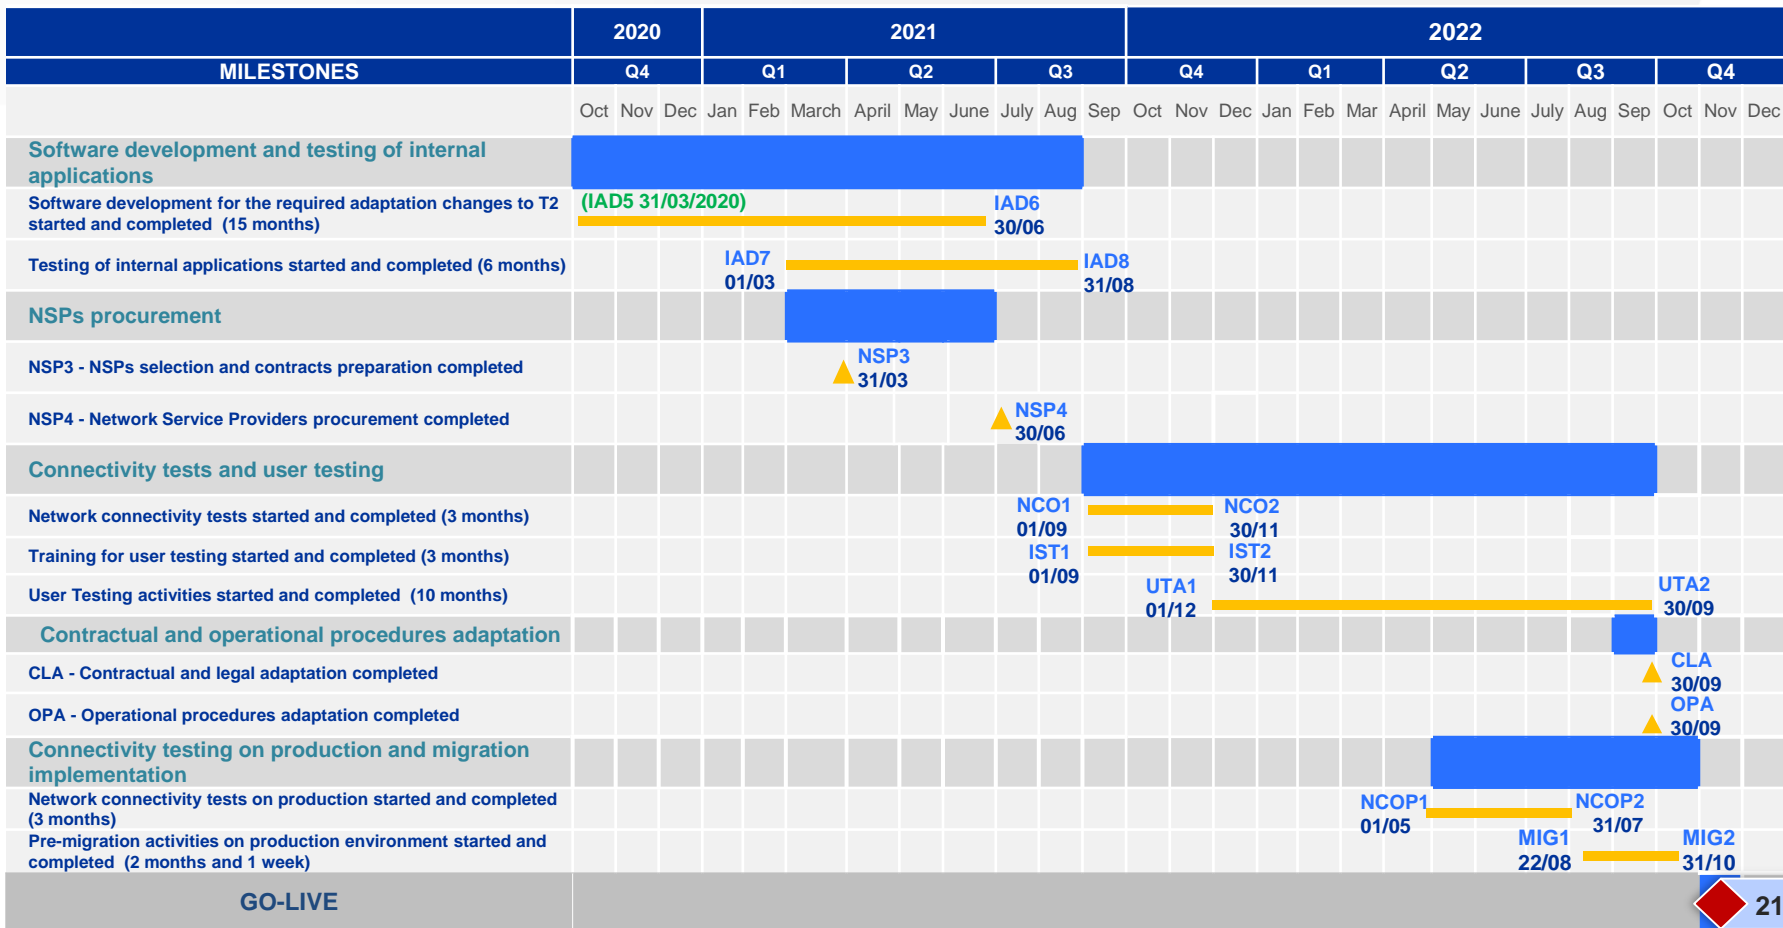 2020 2021 2022
MILESTONES Q4 Q1 Q2 Q3 Q4 Q1 Q2 Q3 Q4
Oct Nov Dec Jan Feb March April May June July Aug Sep Oct Nov Dec Jan Feb Mar April May June July Aug Sep Oct Nov Dec
Software development and testing of internal
applications
Software development for the required adaptation changes to T2
started and completed (15 months)
(IAD5 31/03/2020)
IAD6
30/06
Testing of internal applications started and completed (6 months)
IAD7
01/03
IAD8
31/08
NSPs procurement
NSP3 - NSPs selection and contracts preparation completed
NSP3
31/03
NSP4 - Network Service Providers procurement completed
NSP4
30/06
Connectivity tests and user testing
Network connectivity tests started and completed (3 months)
NCO1
01/09
NCO2
30/11
Training for user testing started and completed (3 months)
IST1
01/09
IST2
30/11
User Testing activities started and completed (10 months)
UTA1
01/12
UTA2
30/09
Contractual and operational procedures adaptation
CLA - Contractual and legal adaptation completed
CLA
30/09
OPA - Operational procedures adaptation completed
OPA
30/09
Connectivity testing on production and migration
implementation
Network connectivity tests on production started and completed
(3 months)
NCOP1
01/05
NCOP2
31/07
Pre-migration activities on production environment started and
completed (2 months and 1 week)
MIG1
22/08
MIG2
31/10
GO-LIVE
21